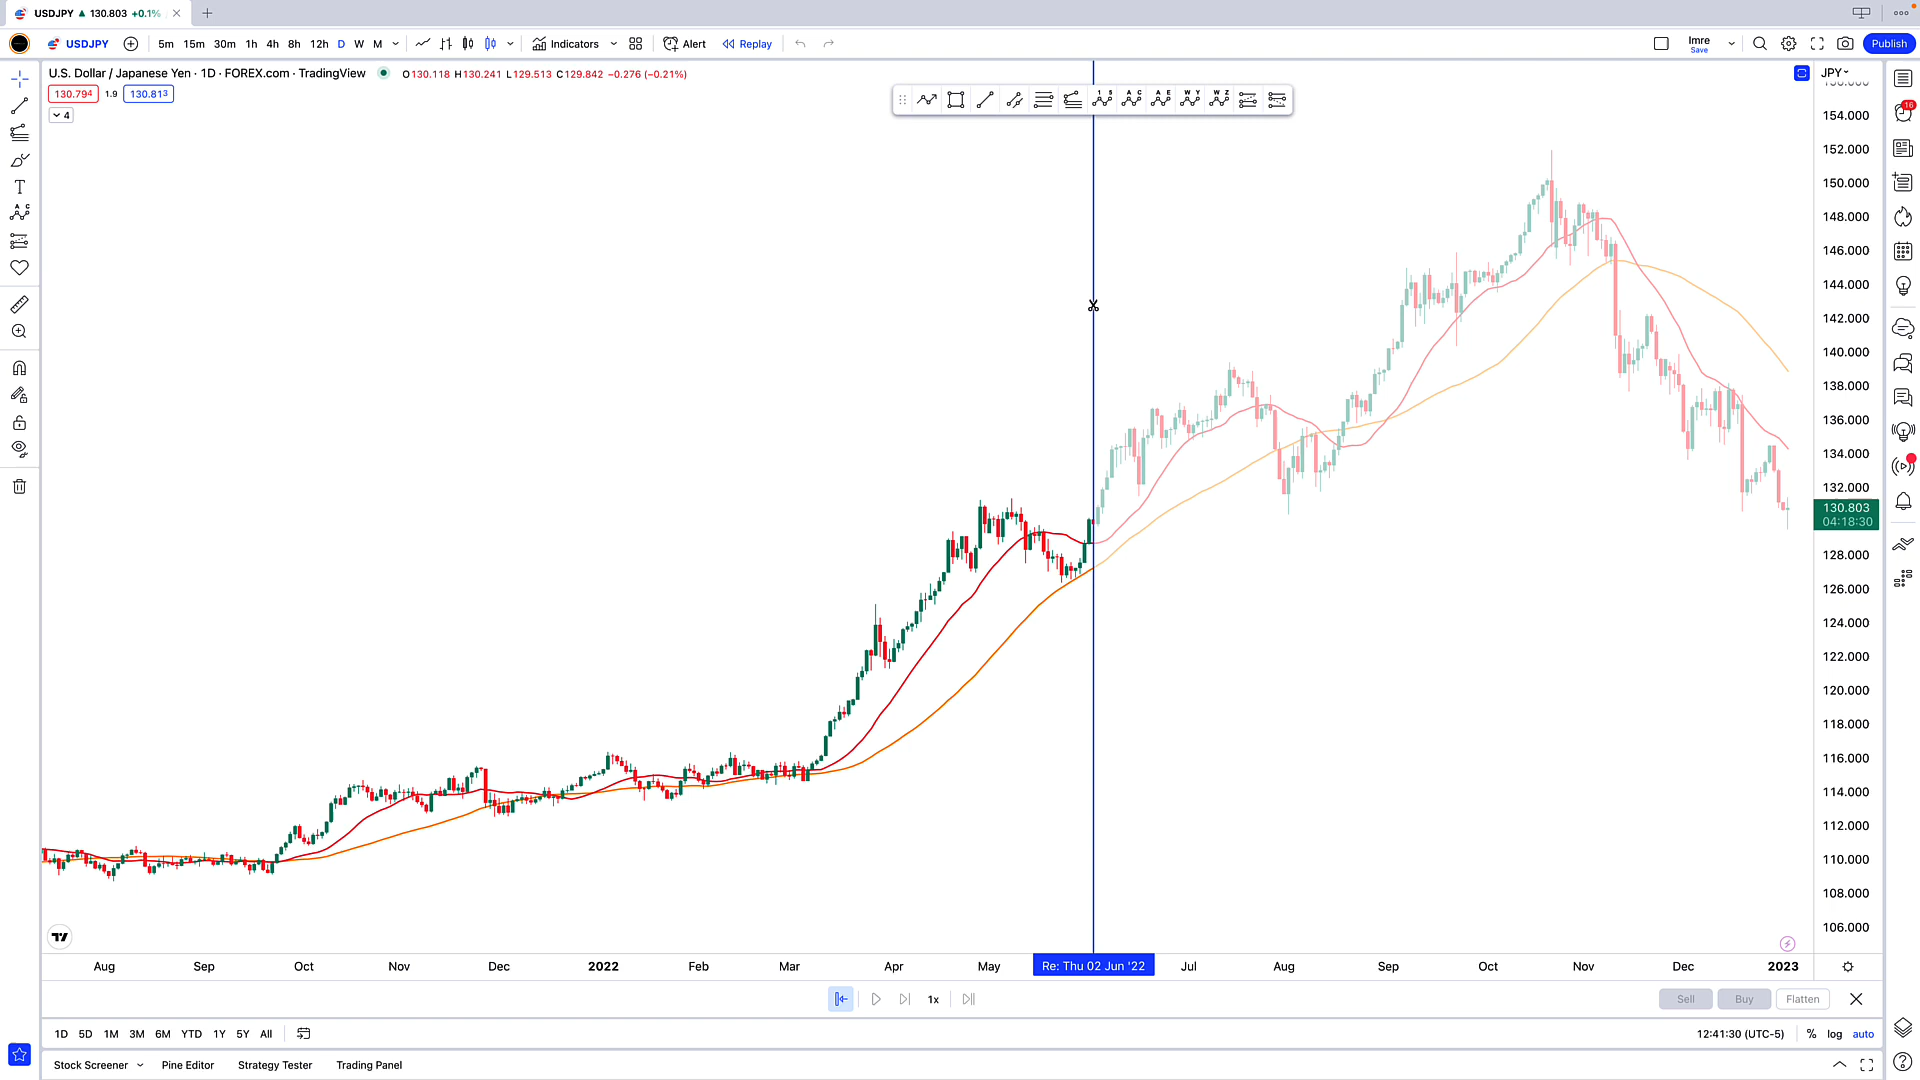 USDJPY ▲ 130.803 +0.1%
USDJPY 5m 15m 30m 1h 4h 8h 12h D W M Indicators Alert Replay Imre Save Publish
U.S. Dollar / Japanese Yen · 1D · FOREX.com · TradingView O130.118 H130.241 L129.513 C129.842 −0.276 (−0.21%)
JPY
130.794 1.9 130.813
4
1 5 A C A E W Y W Z
A C
16
154.000
152.000
150.000
148.000
146.000
144.000
142.000
140.000
138.000
136.000
134.000
132.000
130.803
04:18:30
128.000
126.000
124.000
122.000
120.000
118.000
116.000
114.000
112.000
110.000
108.000
106.000
Aug Sep Oct Nov Dec 2022 Feb Mar Apr May Re: Thu 02 Jun '22 Jul Aug Sep Oct Nov Dec 2023
1x Sell Buy Flatten
1D 5D 1M 3M 6M YTD 1Y 5Y All 12:41:30 (UTC-5) % log auto
Stock Screener Pine Editor Strategy Tester Trading Panel